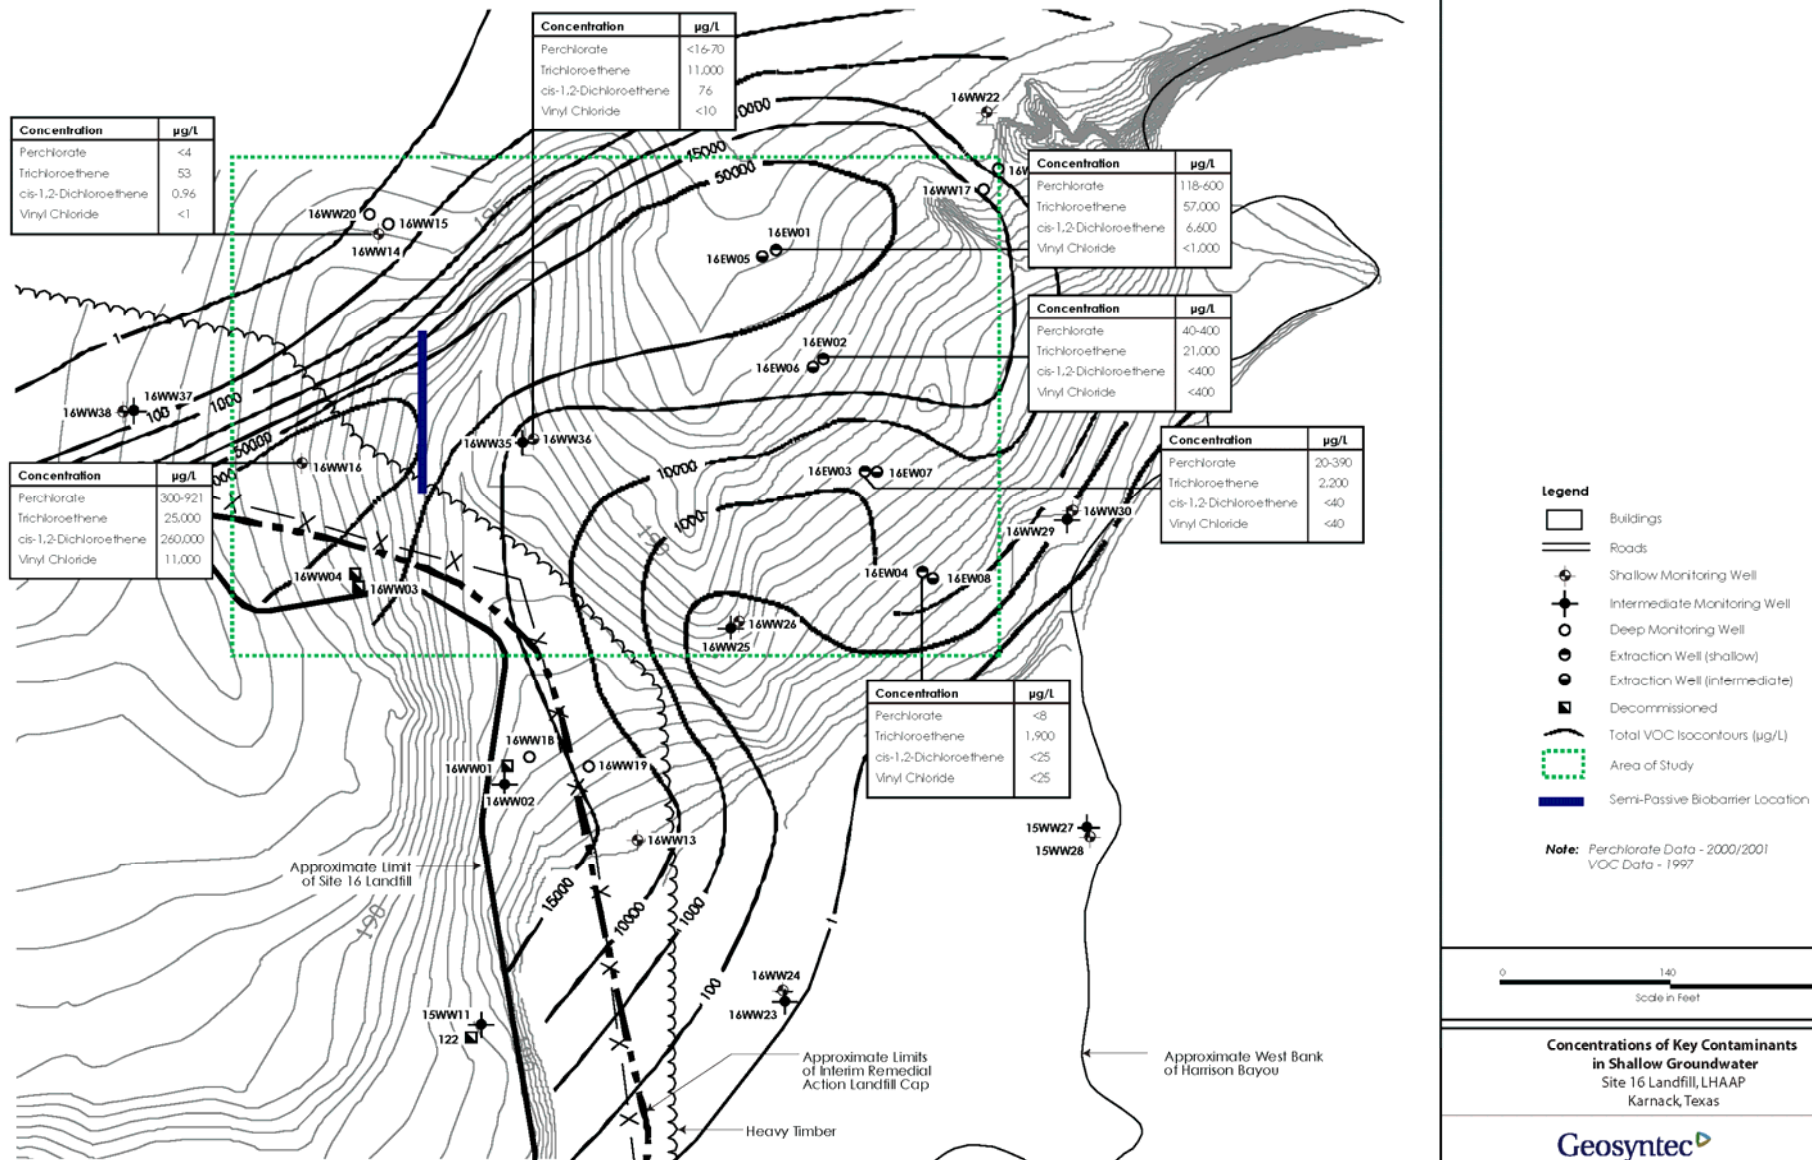 Concentration µg/L
Perchlorate <16-70
Trichloroethene 11,000
cis-1,2-Dichloroethene 76
Vinyl Chloride <10
Concentration µg/L
Perchlorate <4
Trichloroethene 53
cis-1,2-Dichloroethene 0.96
Vinyl Chloride <1
Concentration µg/L
Perchlorate 118-600
Trichloroethene 57,000
cis-1,2-Dichloroethene 6,600
Vinyl Chloride <1,000
Concentration µg/L
Perchlorate 40-400
Trichloroethene 21,000
cis-1,2-Dichloroethene <400
Vinyl Chloride <400
Concentration µg/L
Perchlorate 20-390
Trichloroethene 2,200
cis-1,2-Dichloroethene <40
Vinyl Chloride <40
Concentration µg/L
Perchlorate 300-921
Trichloroethene 25,000
cis-1,2-Dichloroethene 260,000
Vinyl Chloride 11,000
Concentration µg/L
Perchlorate <8
Trichloroethene 1,900
cis-1,2-Dichloroethene <25
Vinyl Chloride <25
16WW22
15000
50000
16WW17
16WW20
16WW15
16WW14
195
16EW01
16EW05
1
16EW02
16EW06
16WW38
16WW37
100
1000
50000
16WW35
16WW36
16WW16
10000
16EW03
16EW07
1000
190
16WW30
16WW29
16EW04
16EW08
16WW04
16WW03
16WW26
16WW25
16WW1B
16WW01
16WW19
16WW02
16WW13
15WW27
15WW28
Approximate Limit
of Site 16 Landfill
15000
10000
1000
100
1
190
16WW24
16WW23
15WW11
122
Approximate Limits
of Interim Remedial
Action Landfill Cap
Approximate West Bank
of Harrison Bayou
Heavy Timber
Legend
Buildings
Roads
Shallow Monitoring Well
Intermediate Monitoring Well
Deep Monitoring Well
Extraction Well (shallow)
Extraction Well (intermediate)
Decommissioned
Total VOC Isocontours (µg/L)
Area of Study
Semi-Passive Biobarrier Location
Note: Perchlorate Data - 2000/2001
VOC Data - 1997
0 140
Scale in Feet
Concentrations of Key Contaminants
in Shallow Groundwater
Site 16 Landfill, LHAAP
Karnack, Texas
Geosyntec